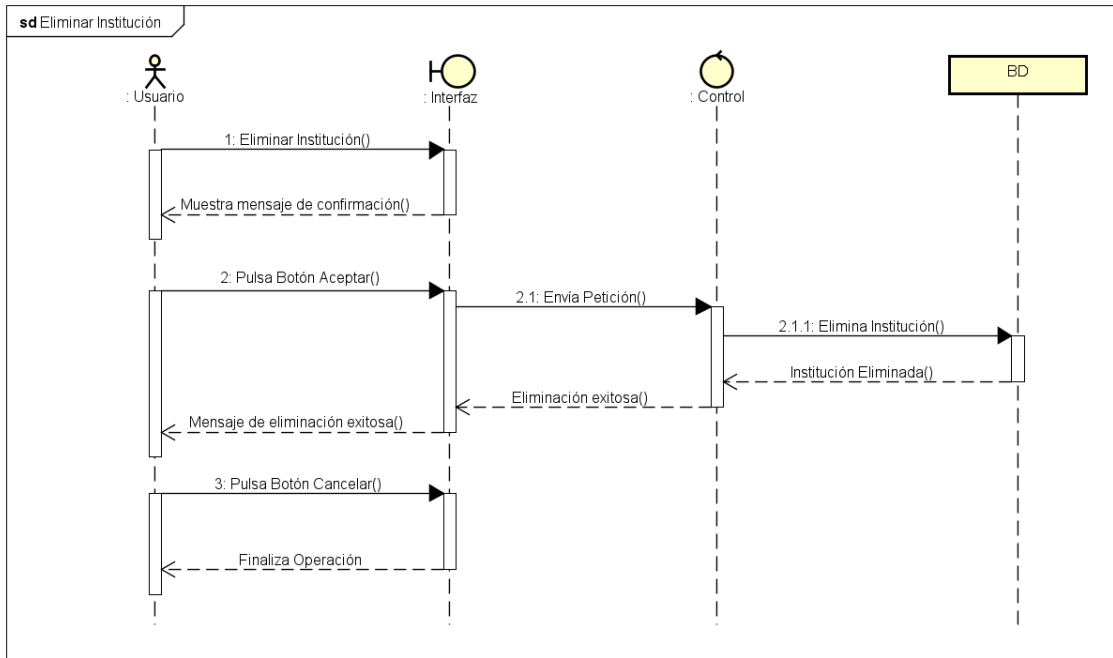 sd Eliminar Institución
: Usuario
: Interfaz
: Control
BD
1: Eliminar Institución()
Muestra mensaje de confirmación()
2: Pulsa Botón Aceptar()
2.1: Envía Petición()
2.1.1: Elimina Institución()
Institución Eliminada()
Eliminación exitosa()
Mensaje de eliminación exitosa()
3: Pulsa Botón Cancelar()
Finaliza Operación